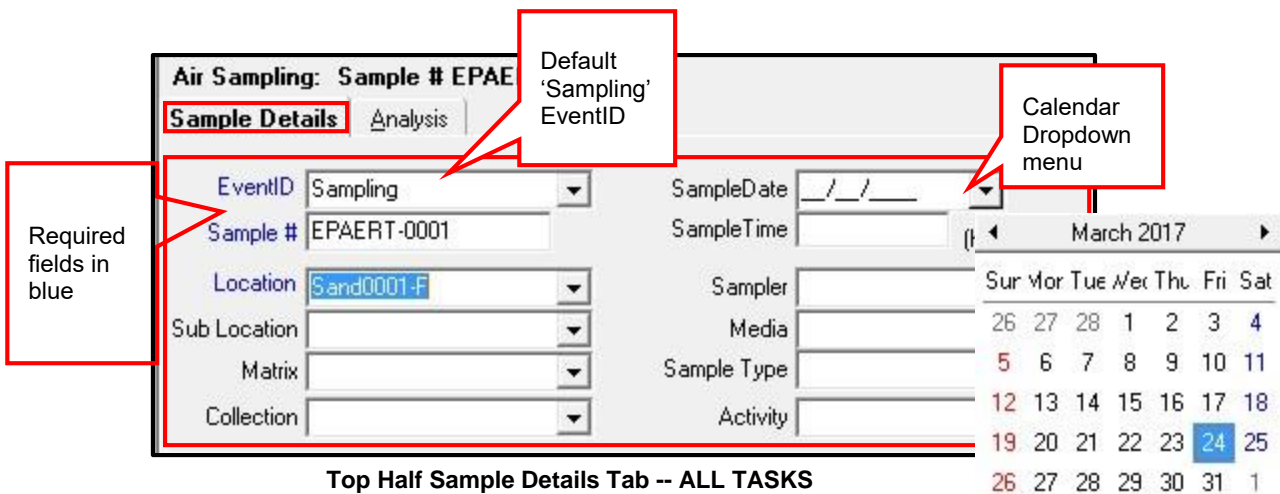 Default
‘Sampling’
EventID
Calendar
Dropdown
menu
Required
fields in
blue
Air Sampling: Sample # EPAE
Sample Details Analysis
EventID Sampling SampleDate __/__/____
Sample # EPAERT-0001 SampleTime
Location Sand0001-F Sampler
Sub Location Media
Matrix Sample Type
Collection Activity
March 2017
Sun Mon Tue Wed Thu Fri Sat
26 27 28 1 2 3 4
5 6 7 8 9 10 11
12 13 14 15 16 17 18
19 20 21 22 23 24 25
26 27 28 29 30 31 1
Top Half Sample Details Tab -- ALL TASKS